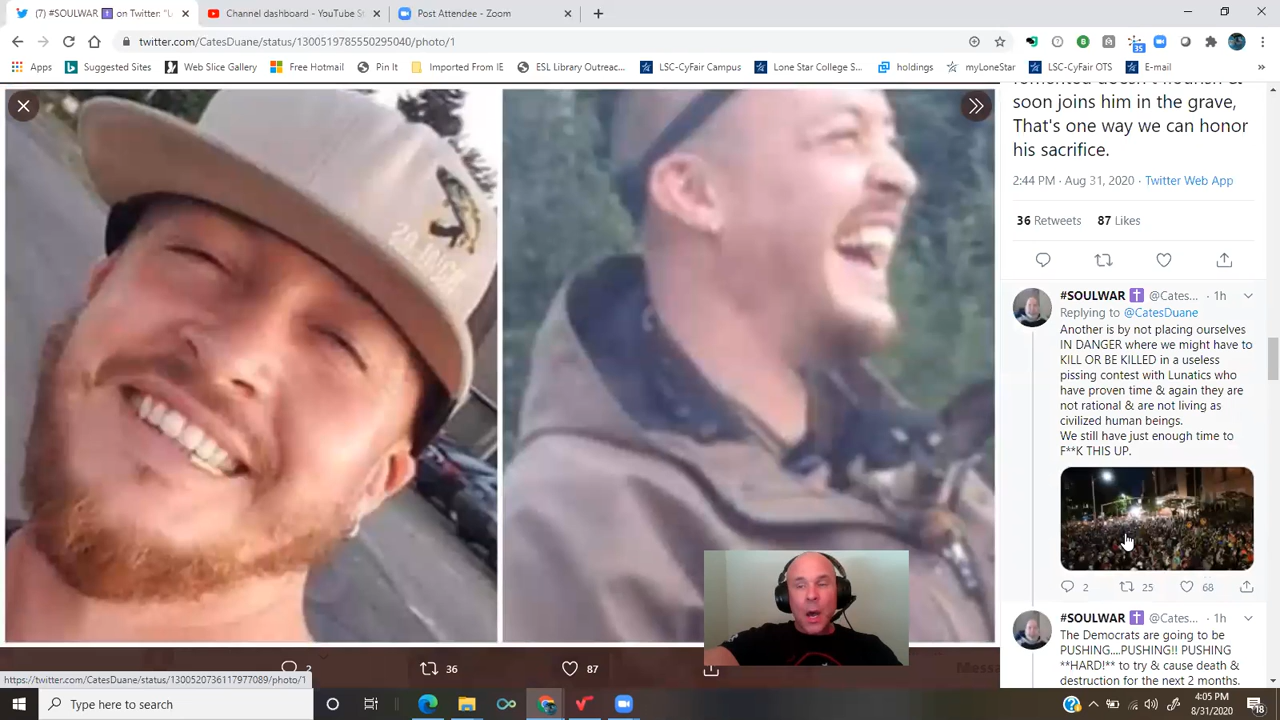 (7) #SOULWAR ✝ on Twitter: "L
Channel dashboard - YouTube St
Post Attendee - Zoom
twitter.com/CatesDuane/status/1300519785550295040/photo/1
35
Apps
Suggested Sites
Web Slice Gallery
Free Hotmail
Pin It
Imported From IE
ESL Library Outreac...
LSC-CyFair Campus
Lone Star College S...
holdings
myLoneStar
LSC-CyFair OTS
E-mail
soon joins him in the grave,
That's one way we can honor
his sacrifice.
2:44 PM · Aug 31, 2020 · Twitter Web App
36 Retweets 87 Likes
#SOULWAR ✝ @Cates... · 1h
Replying to @CatesDuane
Another is by not placing ourselves
IN DANGER where we might have to
KILL OR BE KILLED in a useless
pissing contest with Lunatics who
have proven time & again they are
not rational & are not living as
civilized human beings.
We still have just enough time to
F**K THIS UP.
2 25 68
#SOULWAR ✝ @Cates... · 1h
The Democrats are going to be
PUSHING....PUSHING!! PUSHING
**HARD!** to try & cause death &
destruction for the next 2 months.
2 36 87
https://twitter.com/CatesDuane/status/1300520736117977089/photo/1
Type here to search
4:05 PM
8/31/2020
18